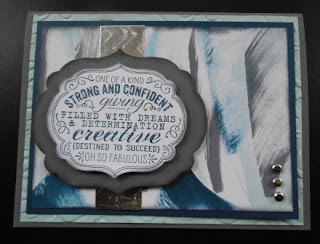 ONE OF A KIND
STRONG AND CONFIDENT
giving
FILLED WITH DREAMS
& DETERMINATION
creative
{DESTINED TO SUCCEED}
OH SO FABULOUS